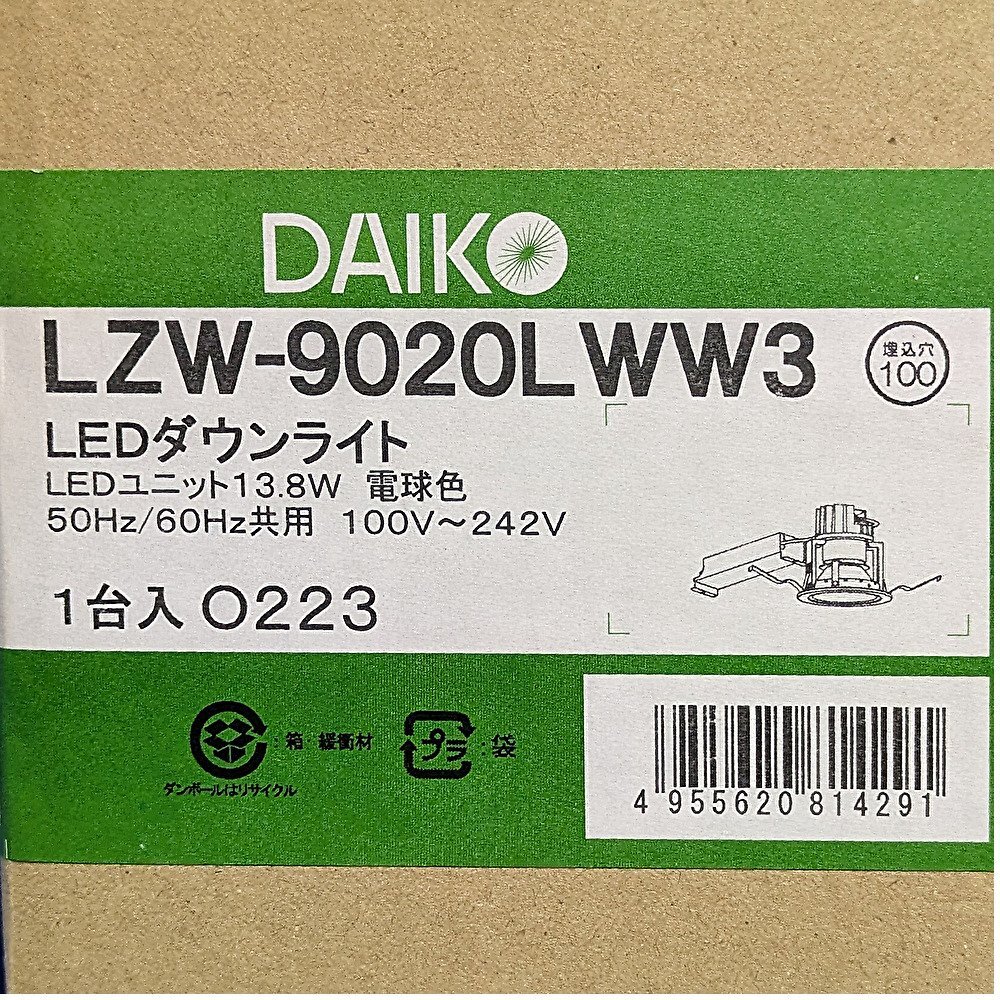 DAIKO
LZW-9020LWW3
埋込穴
100
LEDダウンライト
LEDユニット13.8W 電球色
50Hz/60Hz共用 100V～242V
1台入 0223
箱 緩衝材
ダンボールはリサイクル
プラ
:袋
4 955620 814291